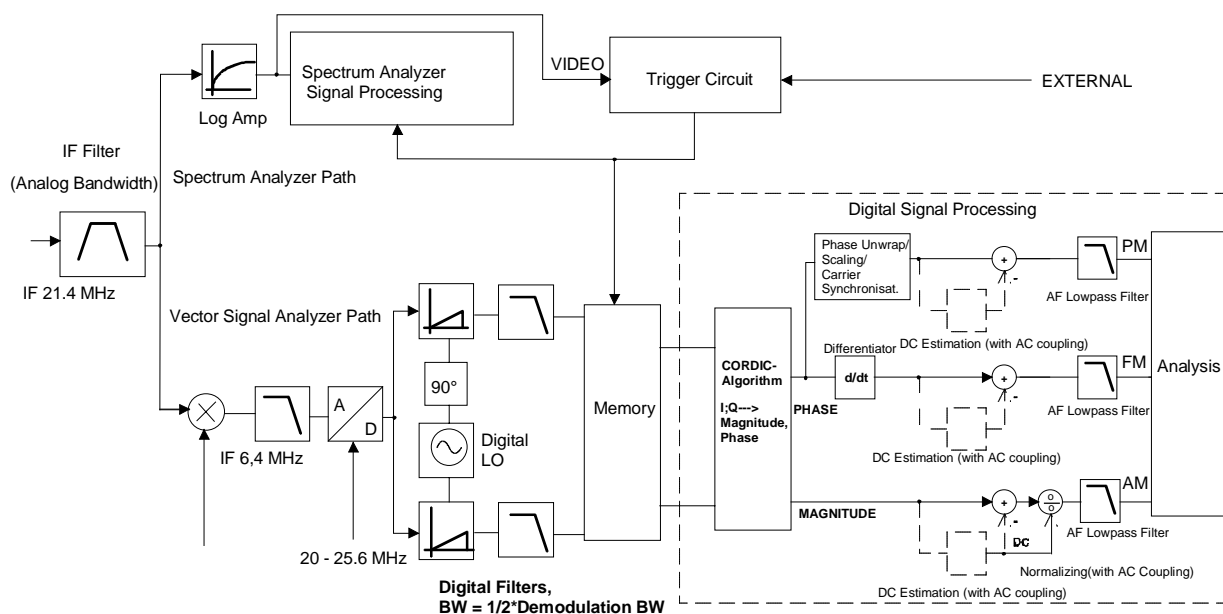 Spectrum Analyzer
Signal Processing
Log Amp
VIDEO
Trigger Circuit
EXTERNAL
IF Filter
(Analog Bandwidth)
Spectrum Analyzer Path
IF 21.4 MHz
Vector Signal Analyzer Path
IF 6,4 MHz
A
D
20 - 25.6 MHz
90°
Digital
LO
Digital Filters,
BW = 1/2*Demodulation BW
Memory
Digital Signal Processing
CORDIC-
Algorithm
I;Q--->
Magnitude,
Phase
PHASE
MAGNITUDE
Phase Unwrap/
Scaling/
Carrier
Synchronisat.
+
-
DC Estimation (with AC coupling)
AF Lowpass Filter
PM
Differentiator
d/dt
+
-
DC Estimation (with AC coupling)
AF Lowpass Filter
FM
+
-
DC
DC Estimation (with AC coupling)
Normalizing(with AC Coupling)
AF Lowpass Filter
AM
Analysis